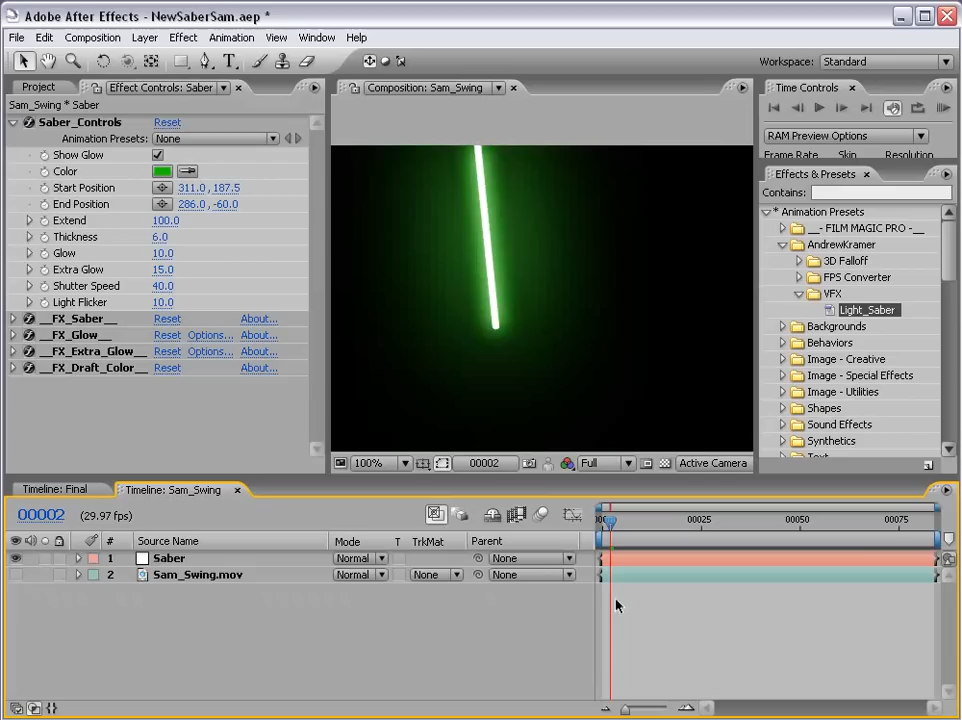 Adobe After Effects - NewSaberSam.aep *
File Edit Composition Layer Effect Animation View Window Help
Workspace: Standard
Project Effect Controls: Saber
Sam_Swing * Saber
Saber_Controls Reset
Animation Presets: None
Show Glow
Color
Start Position 311.0, 187.5
End Position 286.0, -60.0
Extend 100.0
Thickness 6.0
Glow 10.0
Extra Glow 15.0
Shutter Speed 40.0
Light Flicker 10.0
__FX_Saber__ Reset About...
__FX_Glow__ Reset Options... About...
__FX_Extra_Glow__ Reset Options... About...
__FX_Draft_Color__ Reset About...
Composition: Sam_Swing
100% 00002 Full Active Camera
Time Controls
RAM Preview Options
Frame Rate Skip Resolution
Effects & Presets
Contains:
* Animation Presets
__- FILM MAGIC PRO -__
AndrewKramer
3D Falloff
FPS Converter
VFX
Light_Saber
Backgrounds
Behaviors
Image - Creative
Image - Special Effects
Image - Utilities
Shapes
Sound Effects
Synthetics
Text
Timeline: Final Timeline: Sam_Swing
00002 (29.97 fps)
00025 00050 00075
# Source Name Mode T TrkMat Parent
1 Saber Normal None
2 Sam_Swing.mov Normal None None